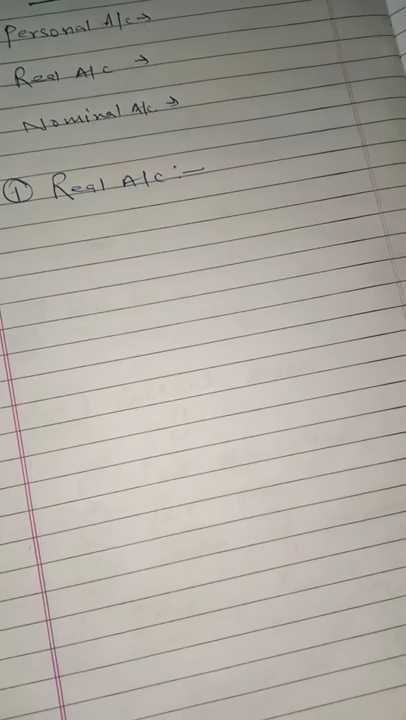 Personal A/c →
Real A/c →
Nominal A/c →
① Real A/c :-